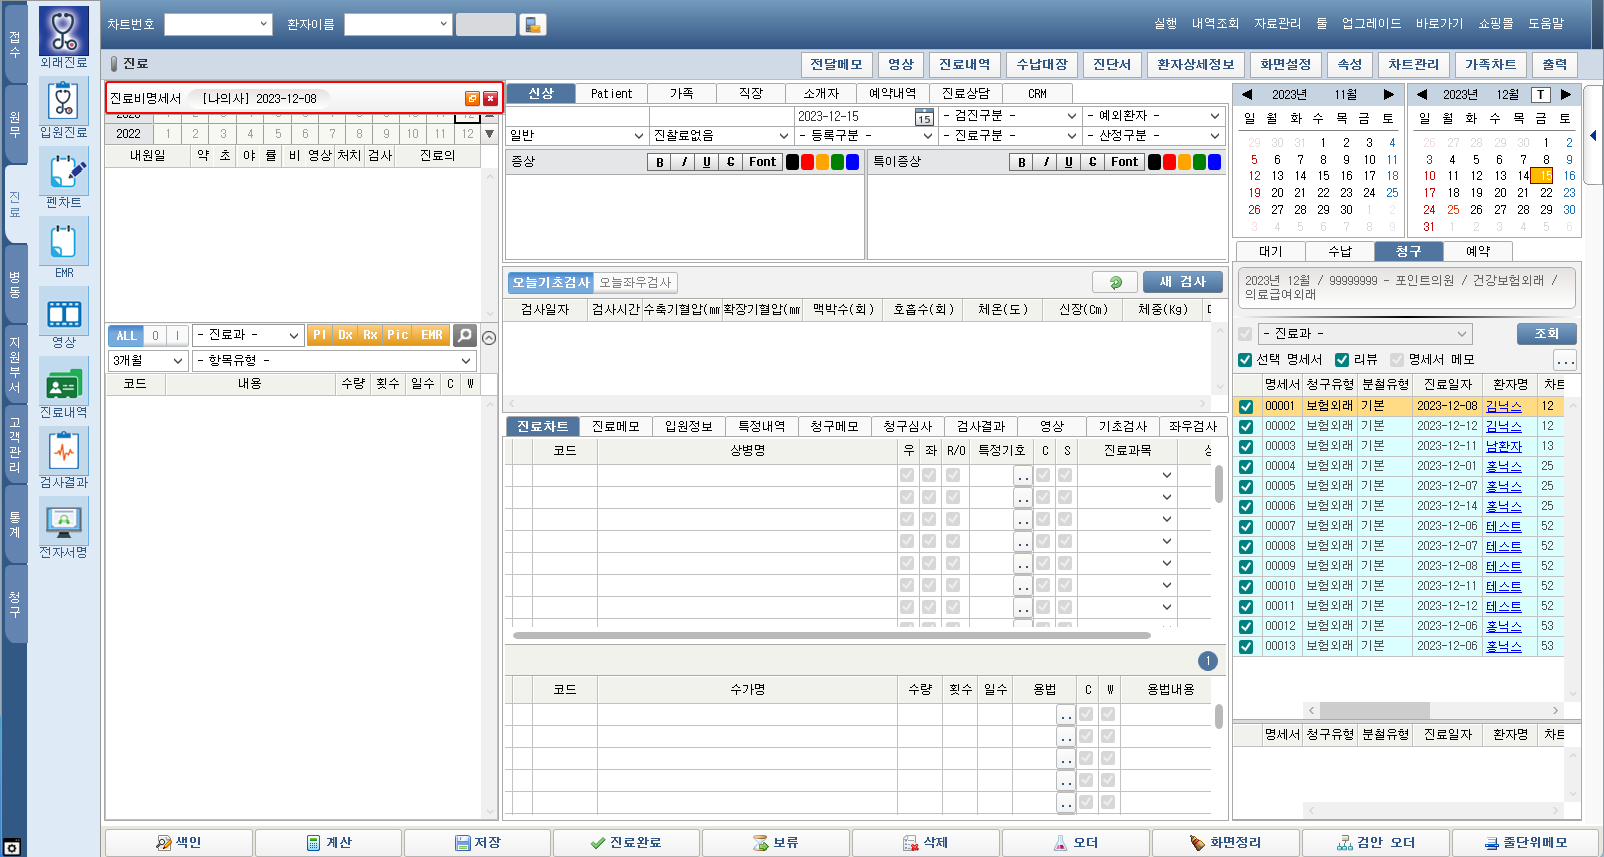 차트번호 환자이름 실행 내역조회 자료관리 툴 업그레이드 바로가기 쇼핑몰 도움말
접수
원무
진료
병동
지원부서
고객관리
통계
청구
외래진료
입원진료
펜차트
EMR
영상
진료내역
검사결과
전자서명
진료
전달메모 영상 진료내역 수납대장 진단서 환자상세정보 화면설정 속성 차트관리 가족차트 출력
진료비명세서 [나의사] 2023-12-08
2022 1 2 3 4 5 6 7 8 9 10 11 12
내원일 약 초 야 률 비 영상 처치 검사 진료의
ALL O I - 진료과 - PI Dx Rx Pic EMR
3개월 - 항목유형 -
코드 내용 수량 횟수 일수 C W
신상 Patient 가족 직장 소개자 예약내역 진료상담 CRM
2023-12-15 15 - 검진구분 - - 예외환자 -
일반 진찰료없음 - 등록구분 - - 진료구분 - - 산정구분 -
증상 B I U C Font 특이증상 B I U C Font
오늘기초검사 오늘좌우검사 새 검사
검사일자 검사시간 수축기혈압(mm 확장기혈압(mm 맥박수(회) 호흡수(회) 체온(도) 신장(Cm) 체중(Kg)
진료차트 진료메모 입원정보 특정내역 청구메모 청구심사 검사결과 영상 기초검사 좌우검사
코드 상병명 우 좌 R/O 특정기호 C S 진료과목
..
..
..
..
..
..
..
1
코드 수가명 수량 횟수 일수 용법 C W 용법내용
..
..
..
..
..
2023년 11월
일 월 화 수 목 금 토
29 30 31 1 2 3 4
5 6 7 8 9 10 11
12 13 14 15 16 17 18
19 20 21 22 23 24 25
26 27 28 29 30 1 2
3 4 5 6 7 8 9
2023년 12월 T
일 월 화 수 목 금 토
26 27 28 29 30 1 2
3 4 5 6 7 8 9
10 11 12 13 14 15 16
17 18 19 20 21 22 23
24 25 26 27 28 29 30
31 1 2 3 4 5 6
대기 수납 청구 예약
2023년 12월 / 99999999 - 포인트의원 / 건강보험외래 /
의료급여외래
- 진료과 - 조회
선택 명세서 리뷰 명세서 메모 ...
명세서 청구유형 분철유형 진료일자 환자명 차트
00001 보험외래 기본 2023-12-08 김닉스 12
00002 보험외래 기본 2023-12-12 김닉스 12
00003 보험외래 기본 2023-12-11 남환자 13
00004 보험외래 기본 2023-12-01 홍닉스 25
00005 보험외래 기본 2023-12-07 홍닉스 25
00006 보험외래 기본 2023-12-14 홍닉스 25
00007 보험외래 기본 2023-12-06 테스트 52
00008 보험외래 기본 2023-12-07 테스트 52
00009 보험외래 기본 2023-12-08 테스트 52
00010 보험외래 기본 2023-12-11 테스트 52
00011 보험외래 기본 2023-12-12 테스트 52
00012 보험외래 기본 2023-12-06 홍닉스 53
00013 보험외래 기본 2023-12-06 홍닉스 53
명세서 청구유형 분철유형 진료일자 환자명 차트
색인 계산 저장 진료완료 보류 삭제 오더 화면정리 검안 오더 줄단위메모